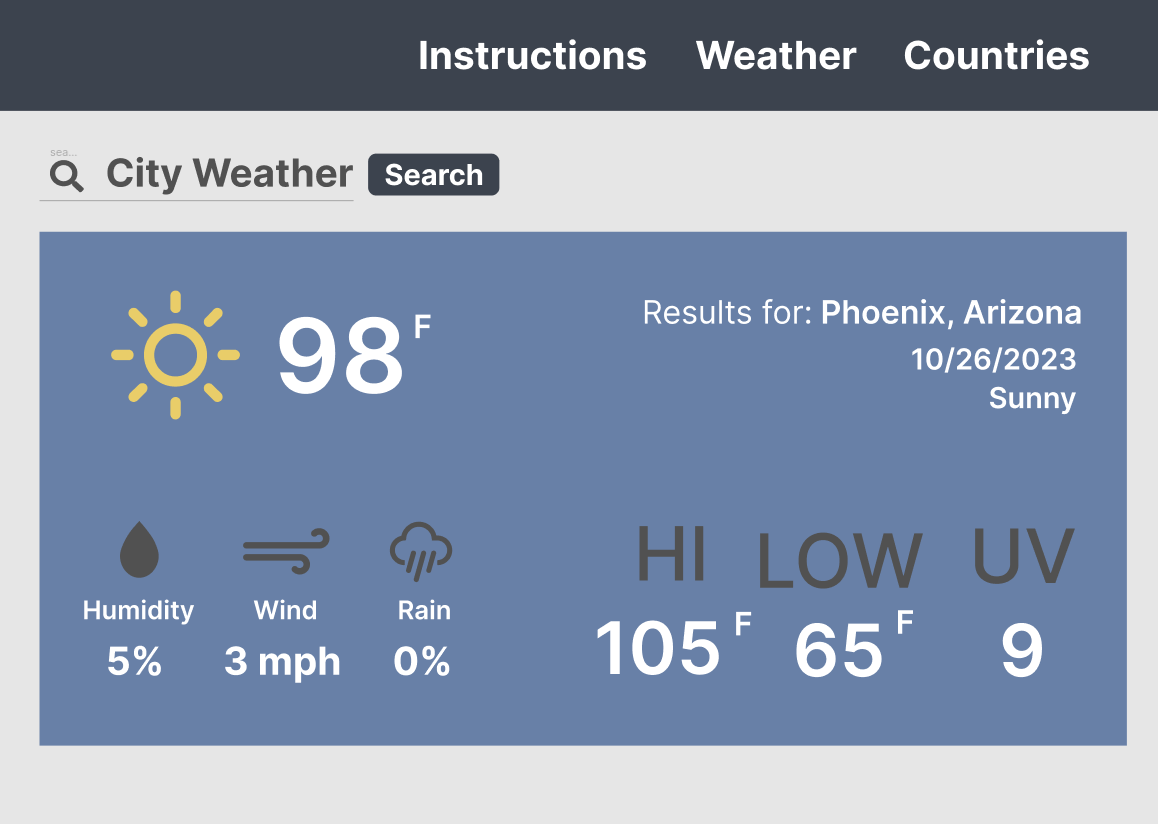 Instructions Weather Countries
sea...
City Weather Search
98 F
Results for: Phoenix, Arizona
10/26/2023
Sunny
Humidity Wind Rain
5% 3 mph 0%
HI LOW UV
105 F 65 F 9